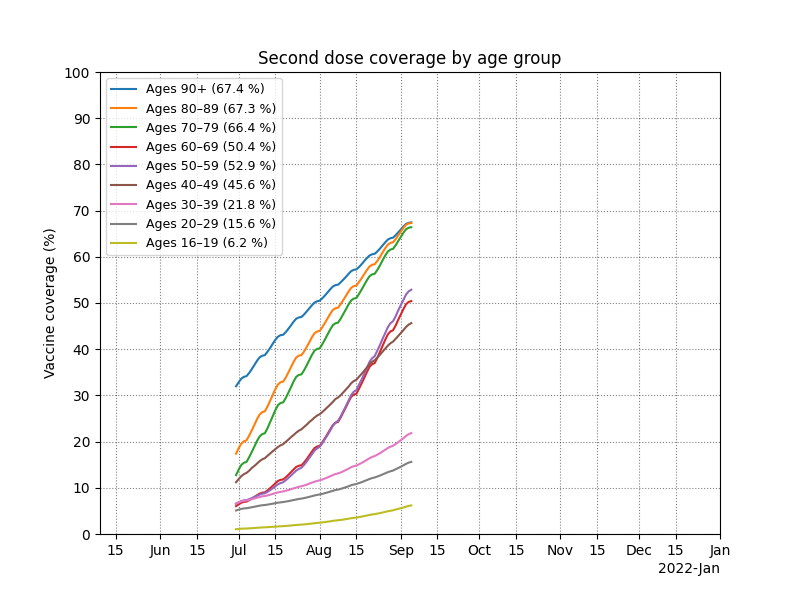 Second dose coverage by age group
Vaccine coverage (%)
100
90
80
70
60
50
40
30
20
10
0
Ages 90+ (67.4 %)
Ages 80–89 (67.3 %)
Ages 70–79 (66.4 %)
Ages 60–69 (50.4 %)
Ages 50–59 (52.9 %)
Ages 40–49 (45.6 %)
Ages 30–39 (21.8 %)
Ages 20–29 (15.6 %)
Ages 16–19 (6.2 %)
15 Jun 15 Jul 15 Aug 15 Sep 15 Oct 15 Nov 15 Dec 15 Jan
2022-Jan